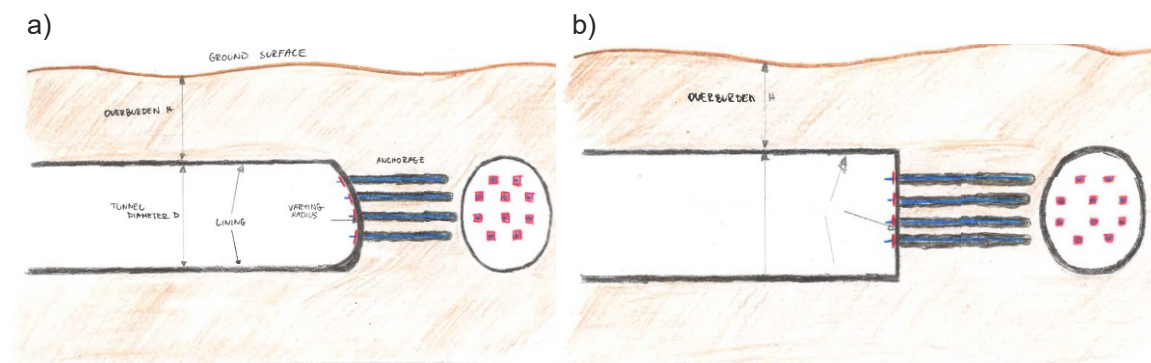 a)
GROUND SURFACE
OVERBURDEN H
ANCHORAGE
TUNNEL
DIAMETER D
LINING
VARYING
RADIUS
b)
OVERBURDEN H